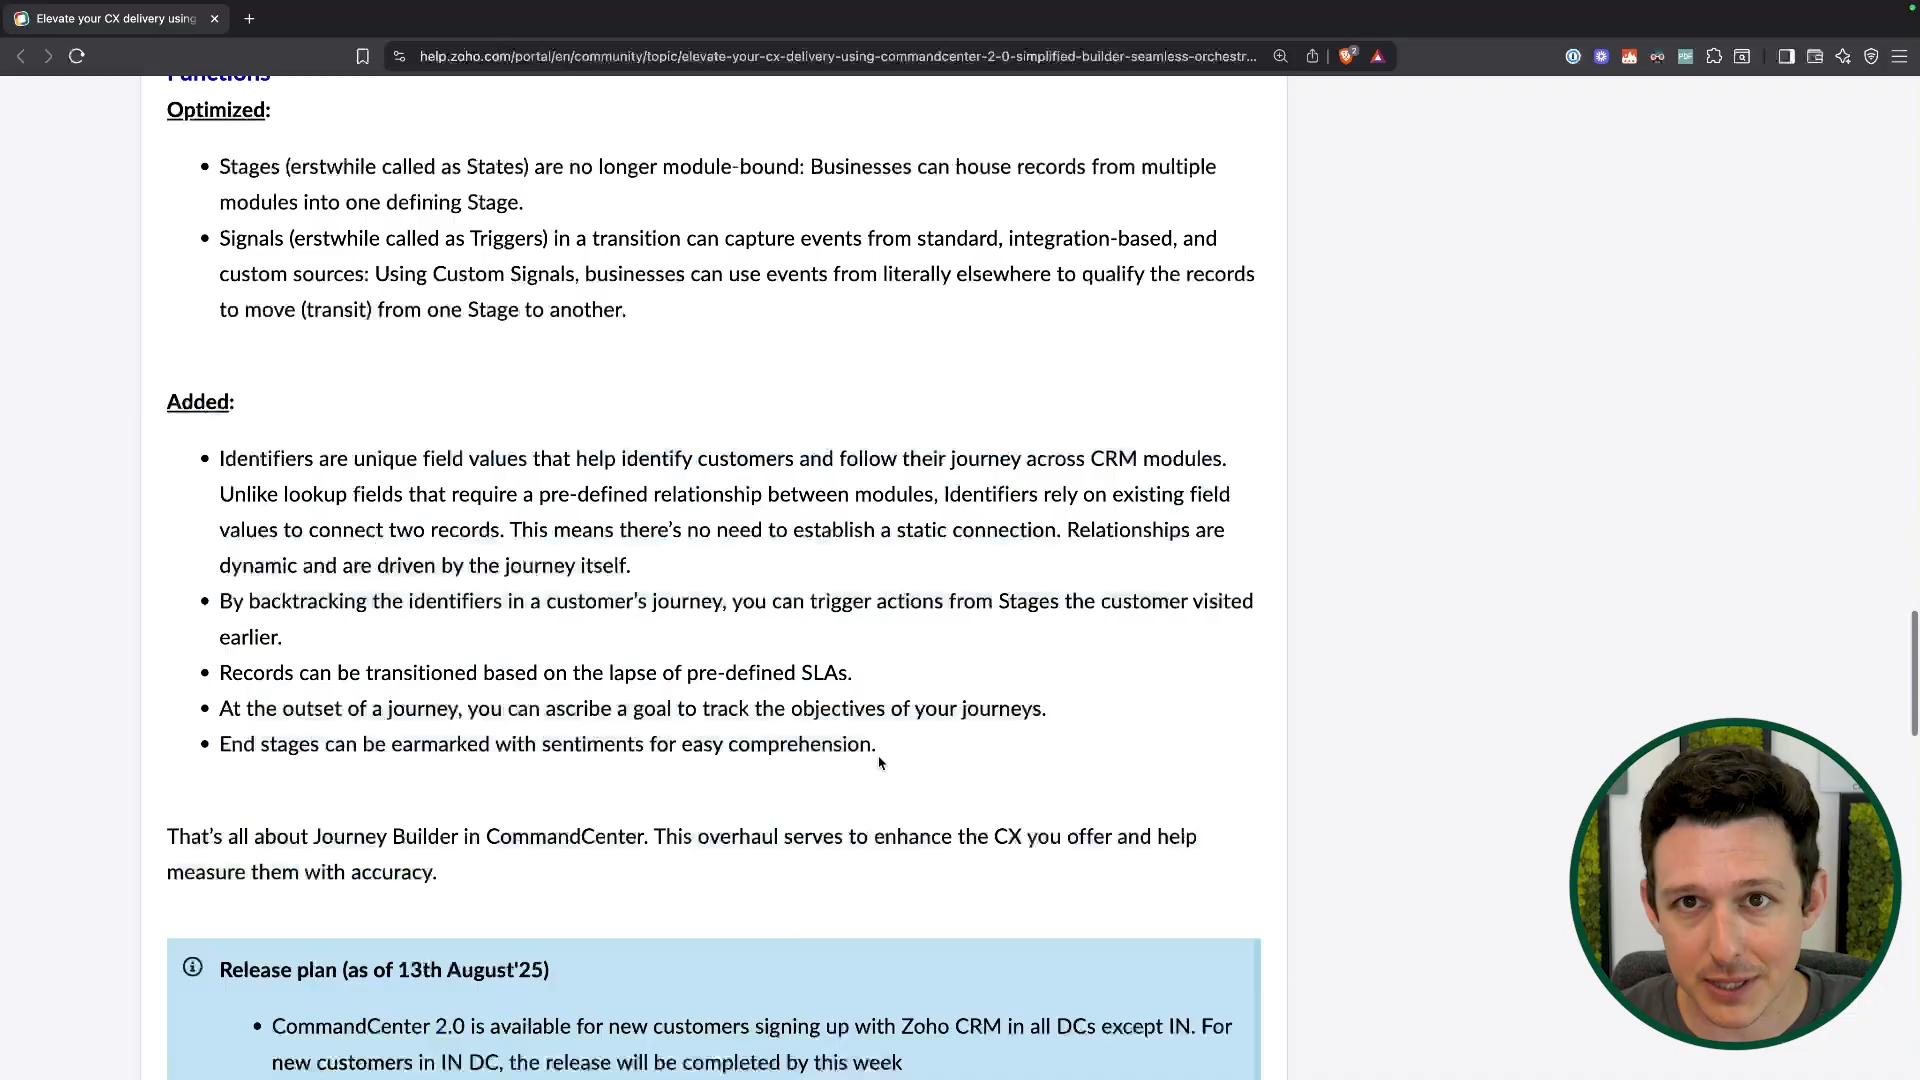 Elevate your CX delivery using
help.zoho.com/portal/en/community/topic/elevate-your-cx-delivery-using-commandcenter-2-0-simplified-builder-seamless-orchestr...
2
PDF
Functions
Optimized:
• Stages (erstwhile called as States) are no longer module-bound: Businesses can house records from multiple
modules into one defining Stage.
• Signals (erstwhile called as Triggers) in a transition can capture events from standard, integration-based, and
custom sources: Using Custom Signals, businesses can use events from literally elsewhere to qualify the records
to move (transit) from one Stage to another.
Added:
• Identifiers are unique field values that help identify customers and follow their journey across CRM modules.
Unlike lookup fields that require a pre-defined relationship between modules, Identifiers rely on existing field
values to connect two records. This means there’s no need to establish a static connection. Relationships are
dynamic and are driven by the journey itself.
• By backtracking the identifiers in a customer’s journey, you can trigger actions from Stages the customer visited
earlier.
• Records can be transitioned based on the lapse of pre-defined SLAs.
• At the outset of a journey, you can ascribe a goal to track the objectives of your journeys.
• End stages can be earmarked with sentiments for easy comprehension.
That’s all about Journey Builder in CommandCenter. This overhaul serves to enhance the CX you offer and help
measure them with accuracy.
Release plan (as of 13th August'25)
• CommandCenter 2.0 is available for new customers signing up with Zoho CRM in all DCs except IN. For
new customers in IN DC, the release will be completed by this week